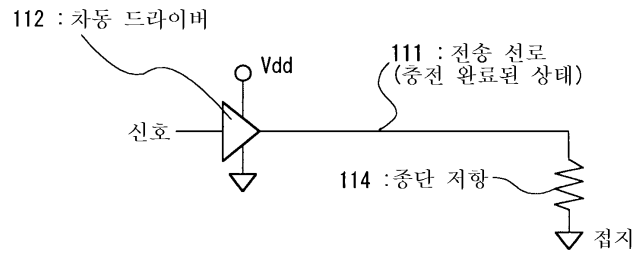 112 : 차동 드라이버
Vdd
111 : 전송 선로
(충전 완료된 상태)
신호
114 : 종단 저항
접지